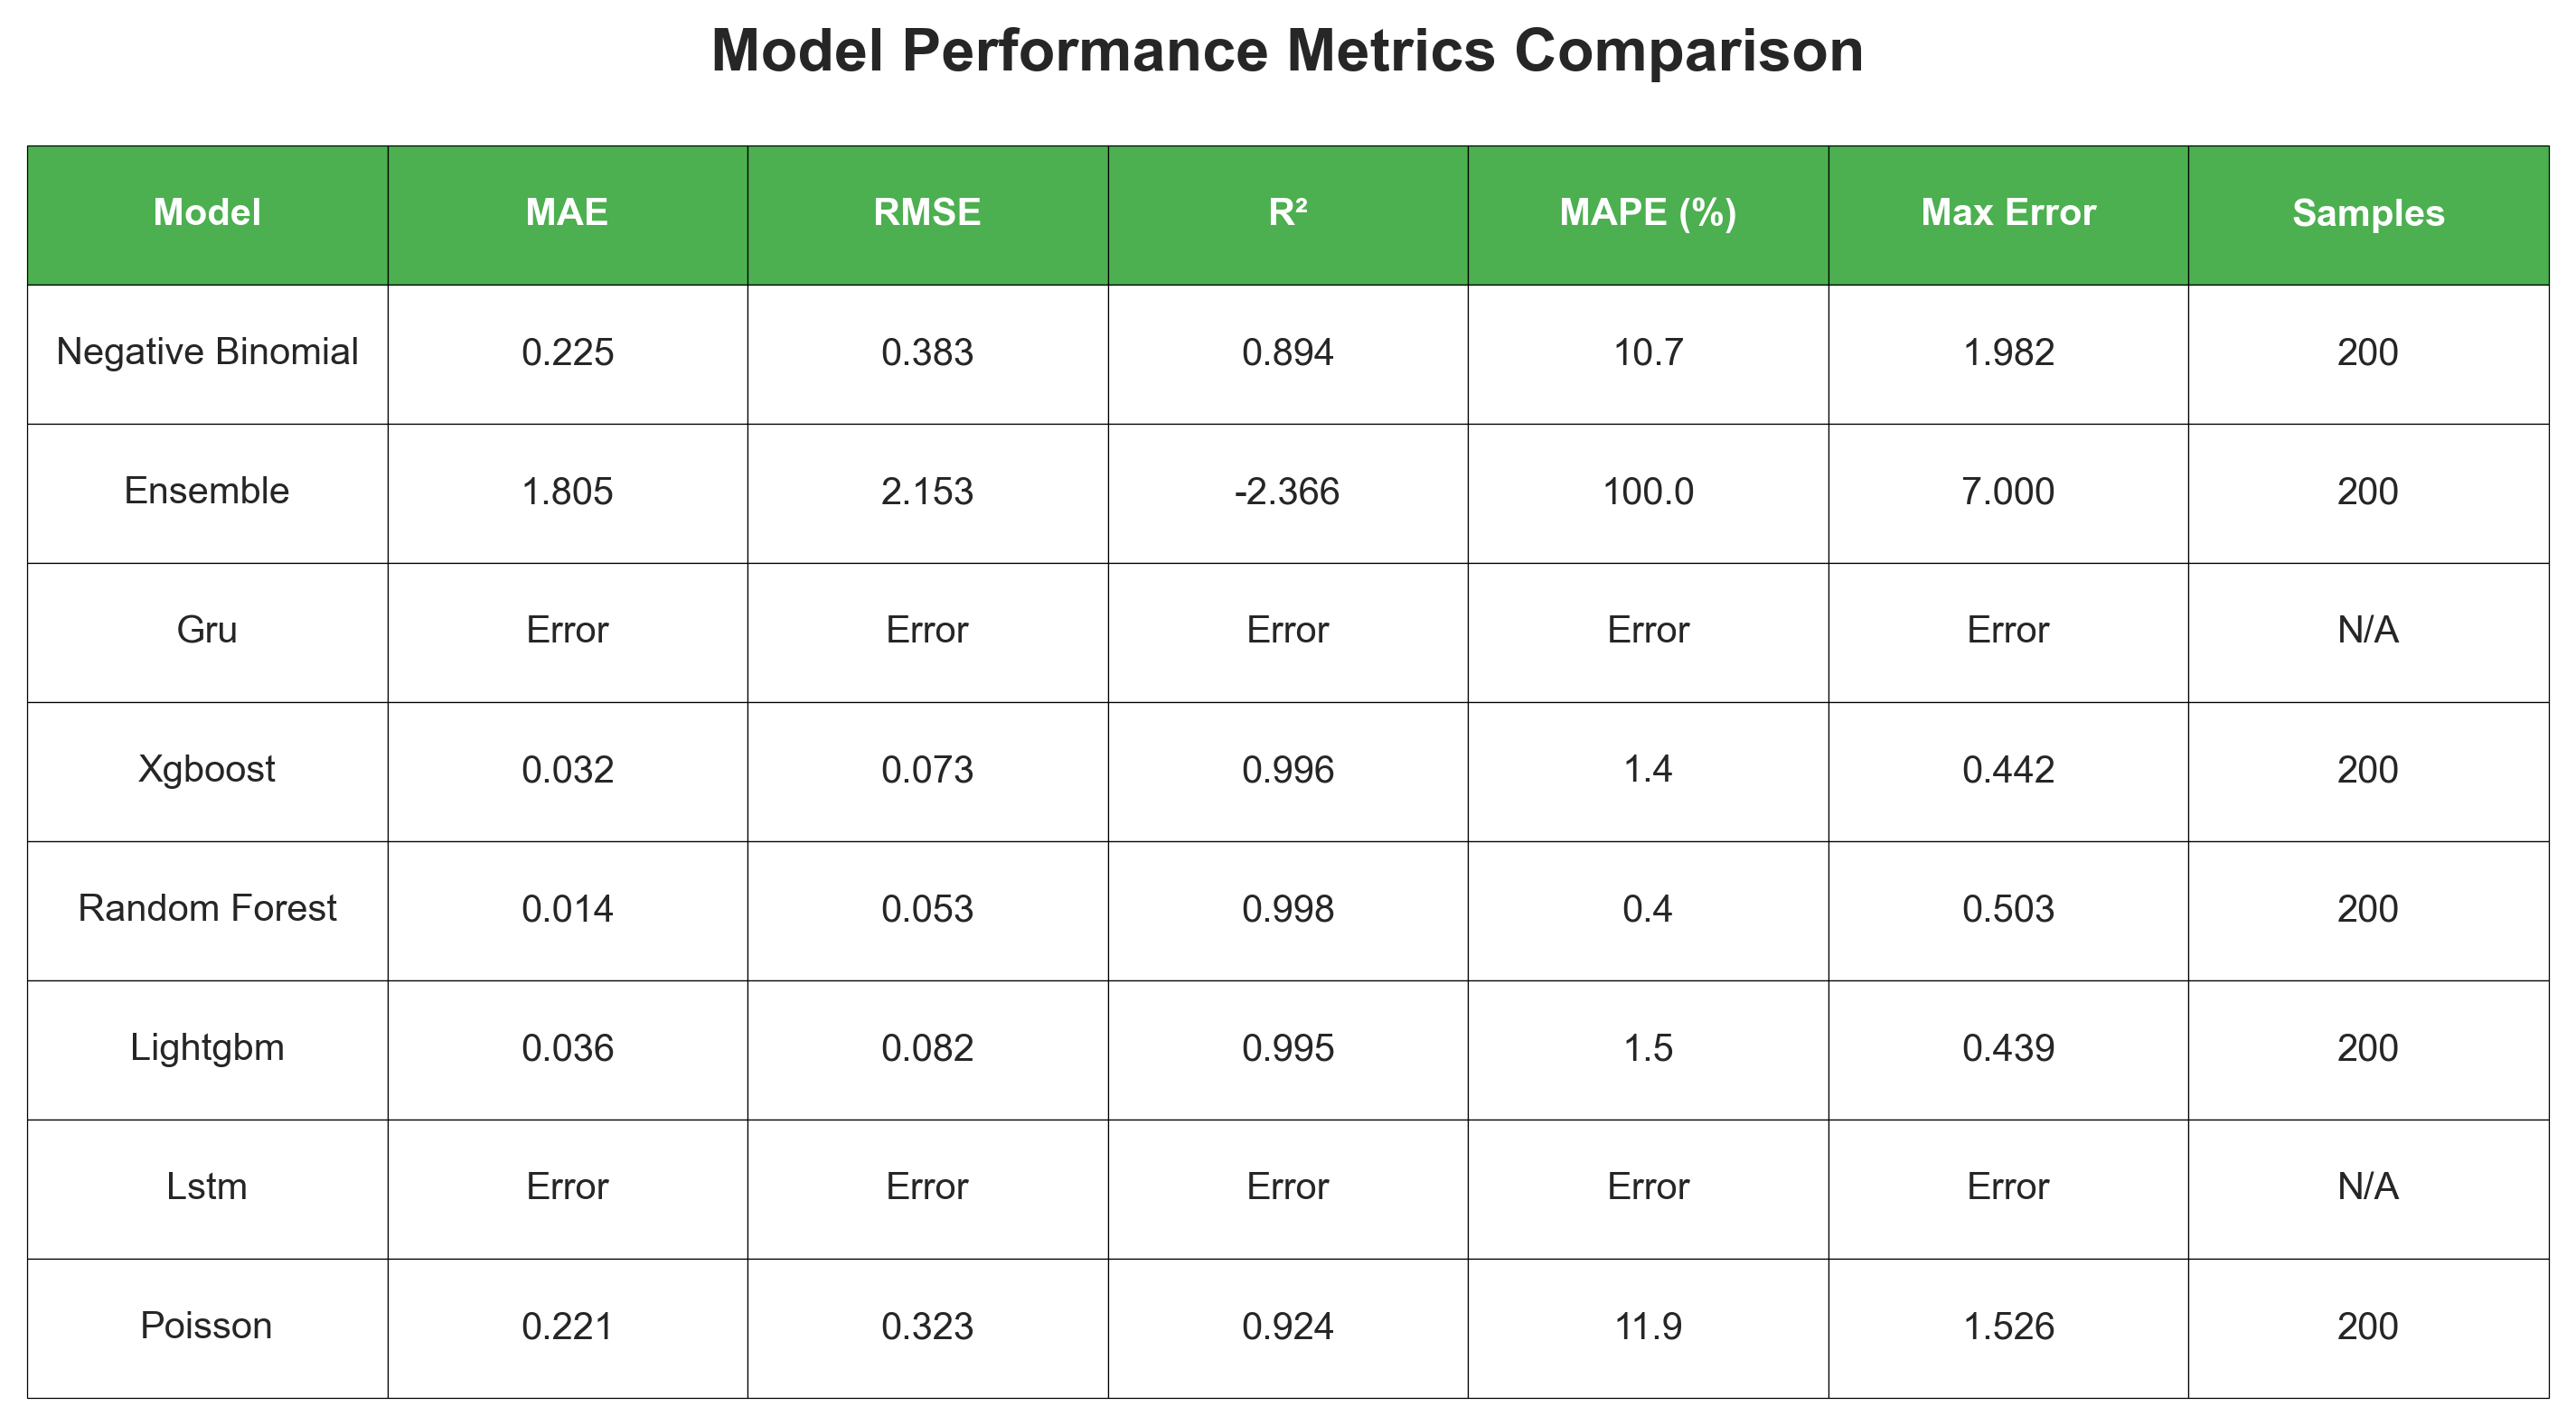 Model Performance Metrics Comparison
Model MAE RMSE R² MAPE (%) Max Error Samples
Negative Binomial 0.225 0.383 0.894 10.7 1.982 200
Ensemble 1.805 2.153 -2.366 100.0 7.000 200
Gru Error Error Error Error Error N/A
Xgboost 0.032 0.073 0.996 1.4 0.442 200
Random Forest 0.014 0.053 0.998 0.4 0.503 200
Lightgbm 0.036 0.082 0.995 1.5 0.439 200
Lstm Error Error Error Error Error N/A
Poisson 0.221 0.323 0.924 11.9 1.526 200